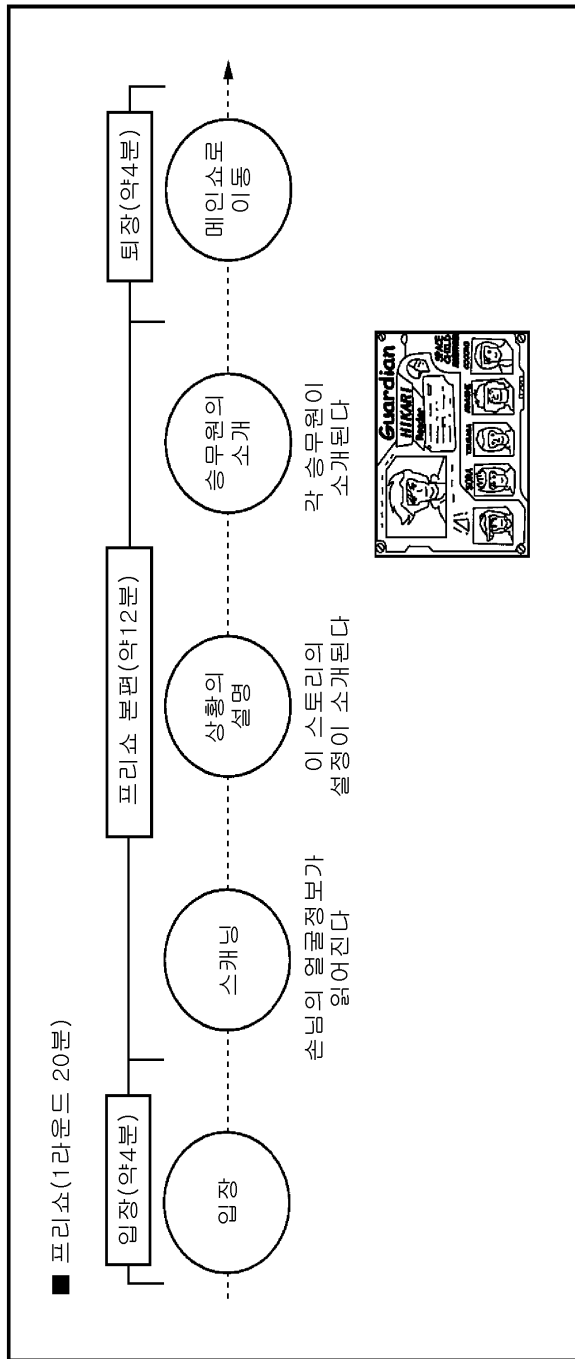 ■ 프리쇼(1라운드 20분)
입장(약4분)
프리쇼 본편(약12분)
퇴장(약4분)
입장
스캐닝
상황의
설명
승무원의
소개
메인쇼로
이동
손님의 얼굴정보가
읽어진다
이 스토리의
설정이 소개된다
각 승무원이
소개된다
Guardian
HIKARI
SPACE
CHILD
SORA